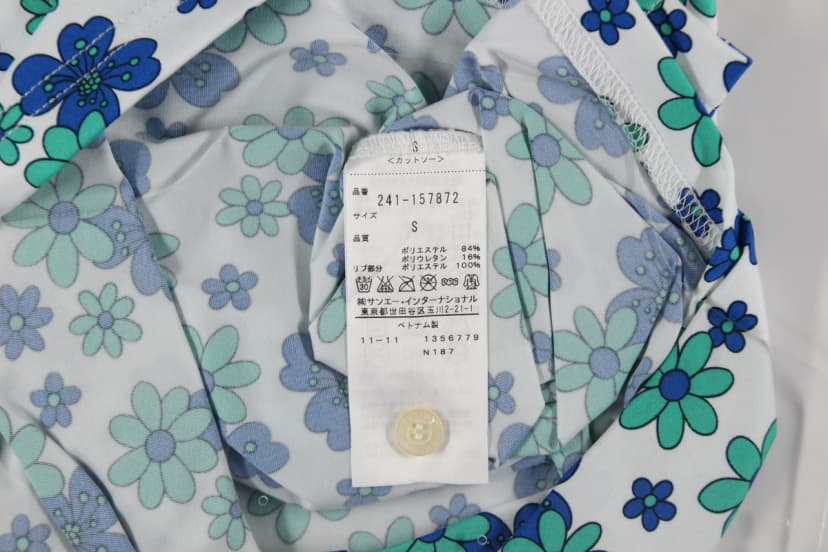 S
<カットソー>
品番
241-157872
サイズ
S
品質
ポリエステル 84%
ポリウレタン 16%
リブ部分 ポリエステル 100%
30
㈱サンエー・インターナショナル
東京都世田谷区玉川2-21-1
ベトナム製
11-11 1356779
N187